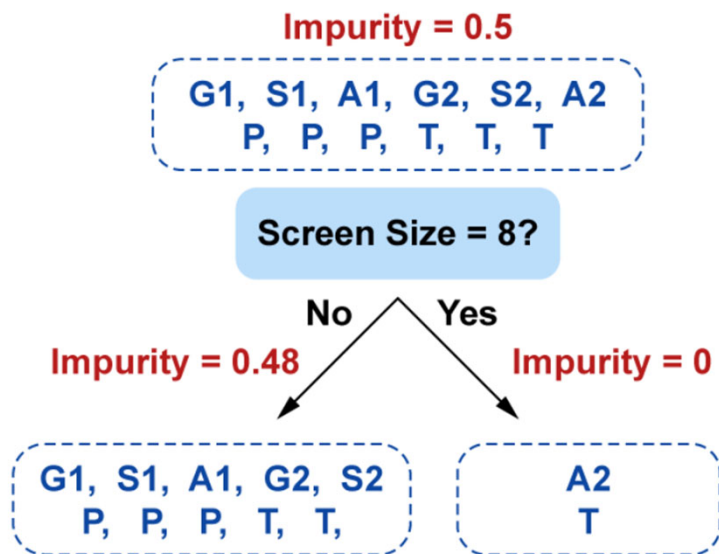 Impurity = 0.5
G1, S1, A1, G2, S2, A2
P, P, P, T, T, T
Screen Size = 8?
No Yes
Impurity = 0.48 Impurity = 0
G1, S1, A1, G2, S2 A2
P, P, P, T, T, T